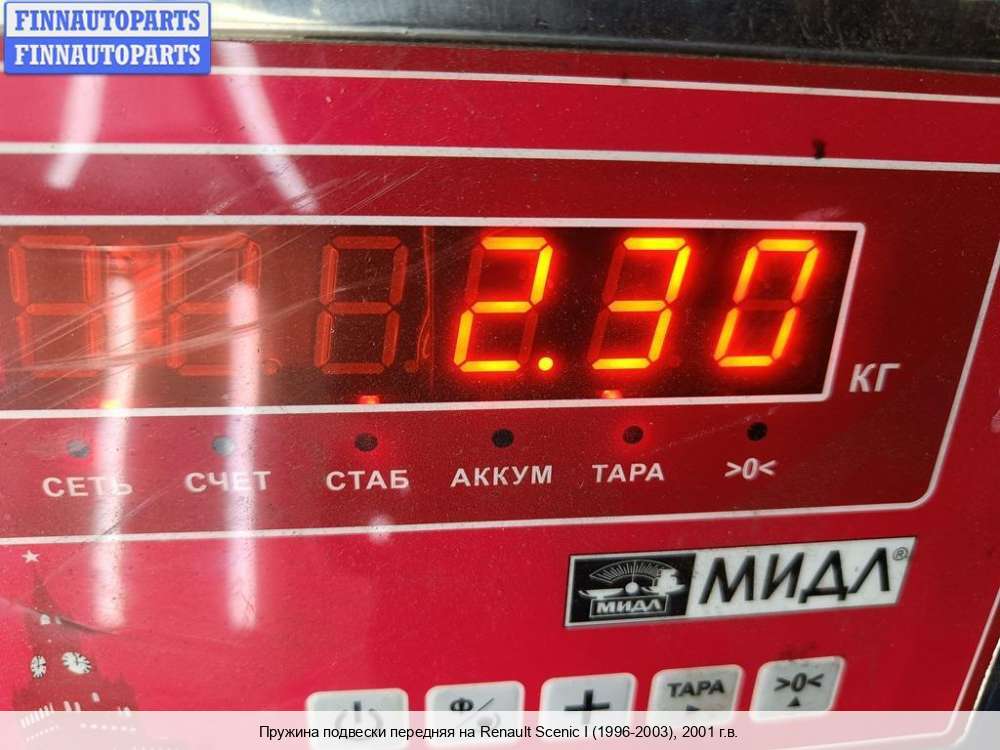 FINNAUTOPARTS
FINNAUTOPARTS
2.30
КГ
СЕТЬ СЧЕТ СТАБ АККУМ ТАРА >0<
МИДЛ МИДЛ®
Ф/ + ТАРА >0<
Пружина подвески передняя на Renault Scenic I (1996-2003), 2001 г.в.